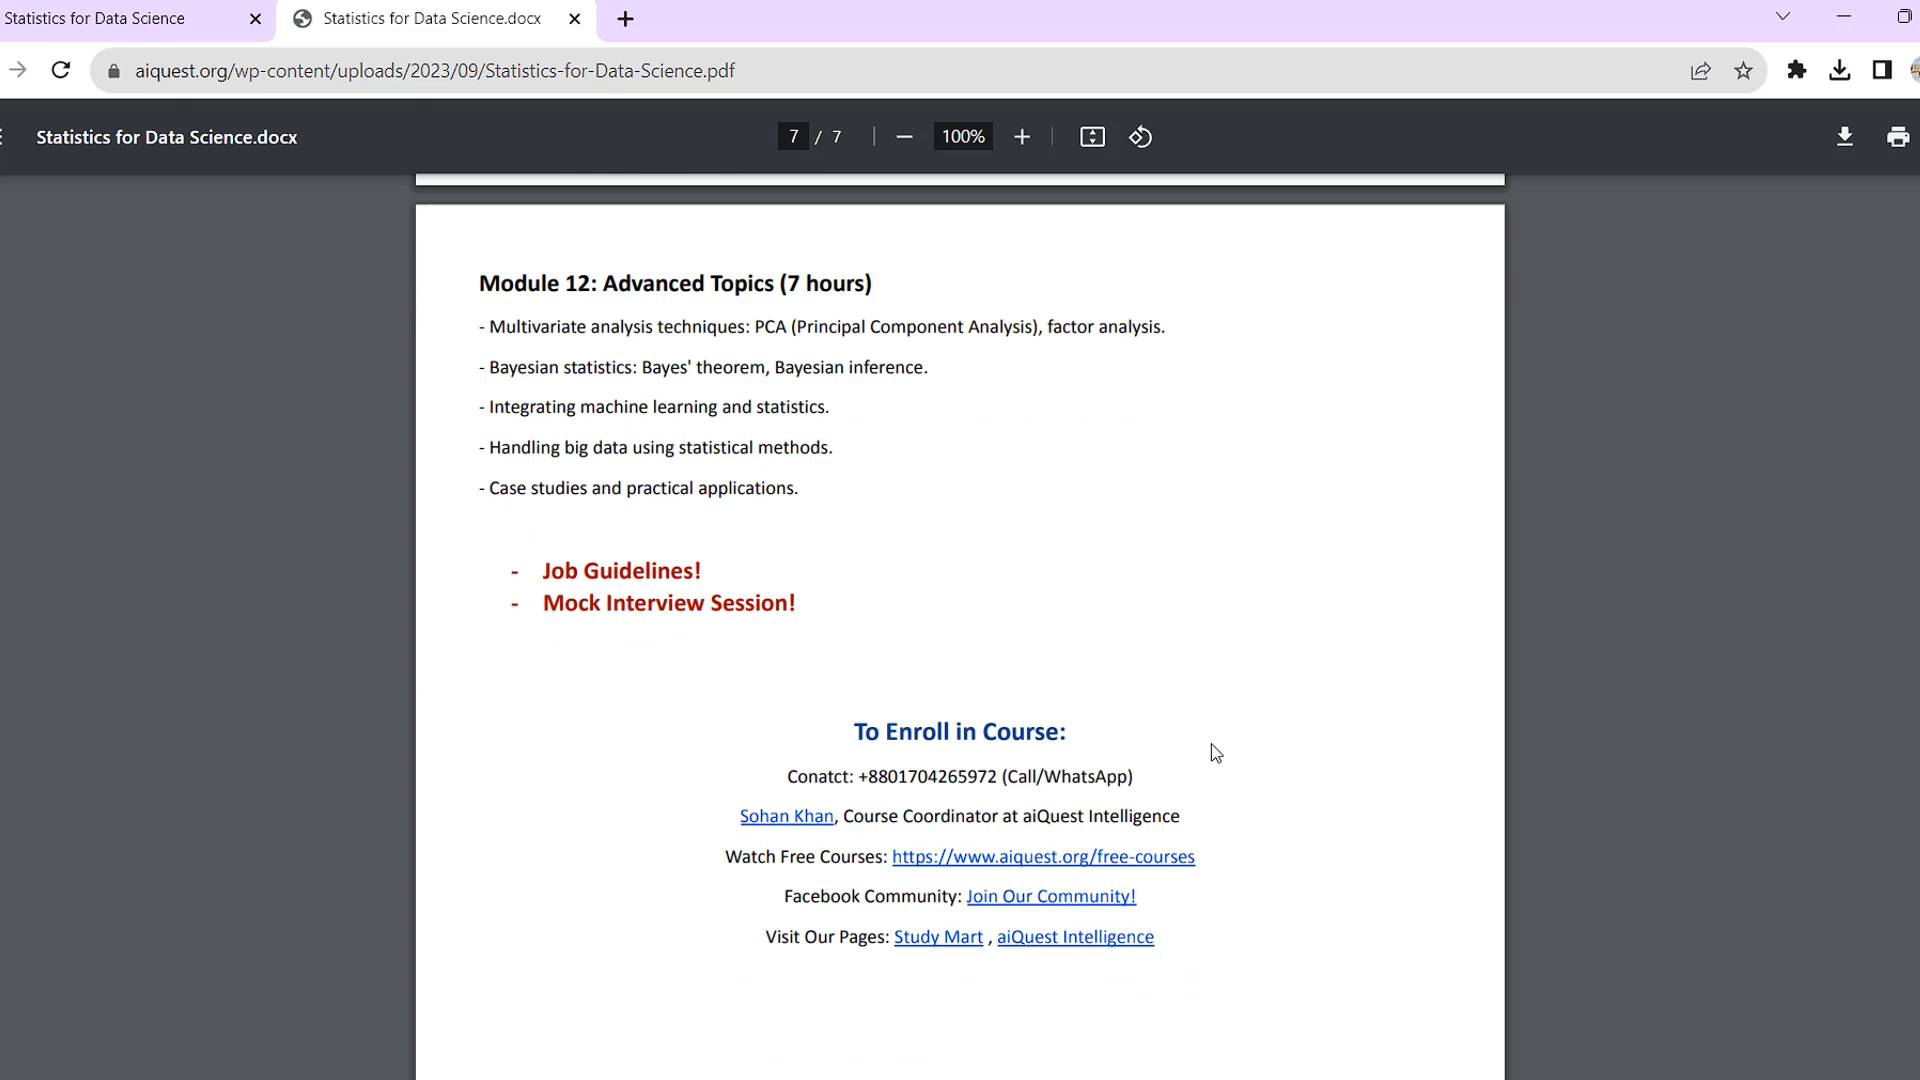 Statistics for Data Science
Statistics for Data Science.docx
aiquest.org/wp-content/uploads/2023/09/Statistics-for-Data-Science.pdf
Statistics for Data Science.docx
7 / 7
100%
Module 12: Advanced Topics (7 hours)
- Multivariate analysis techniques: PCA (Principal Component Analysis), factor analysis.
- Bayesian statistics: Bayes' theorem, Bayesian inference.
- Integrating machine learning and statistics.
- Handling big data using statistical methods.
- Case studies and practical applications.
- Job Guidelines!
- Mock Interview Session!
To Enroll in Course:
Conatct: +8801704265972 (Call/WhatsApp)
Sohan Khan, Course Coordinator at aiQuest Intelligence
Watch Free Courses: https://www.aiquest.org/free-courses
Facebook Community: Join Our Community!
Visit Our Pages: Study Mart , aiQuest Intelligence